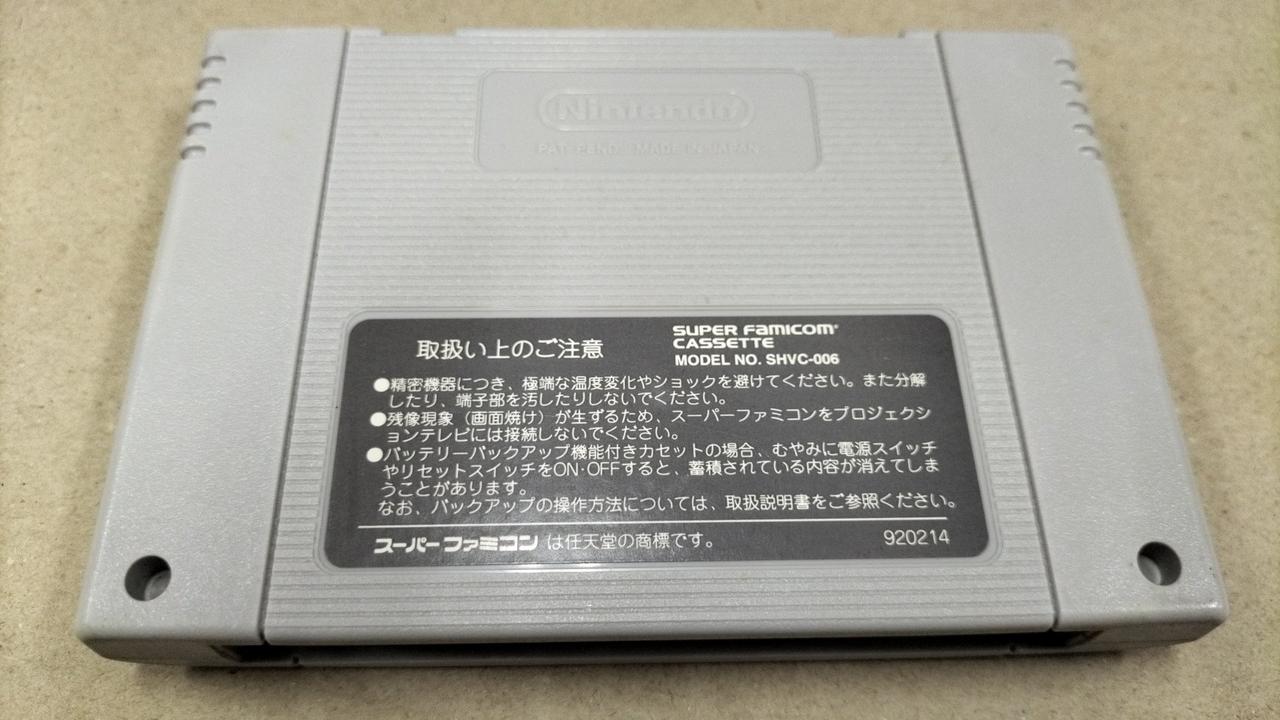 Nintendo
PAT. PEND. MADE IN JAPAN
取扱い上のご注意
SUPER FAMICOM
CASSETTE
MODEL NO. SHVC-006
●精密機器につき、極端な温度変化やショックを避けてください。また分解
したり、端子部を汚したりしないでください。
●残像現象（画面焼け）が生ずるため、スーパーファミコンをプロジェクシ
ョンテレビには接続しないでください。
●バッテリーバックアップ機能付きカセットの場合、むやみに電源スイッチ
やリセットスイッチをON·OFFすると、蓄積されている内容が消えてしま
うことがあります。
なお、バックアップの操作方法については、取扱説明書をご参照ください。
スーパーファミコン は任天堂の商標です。
920214